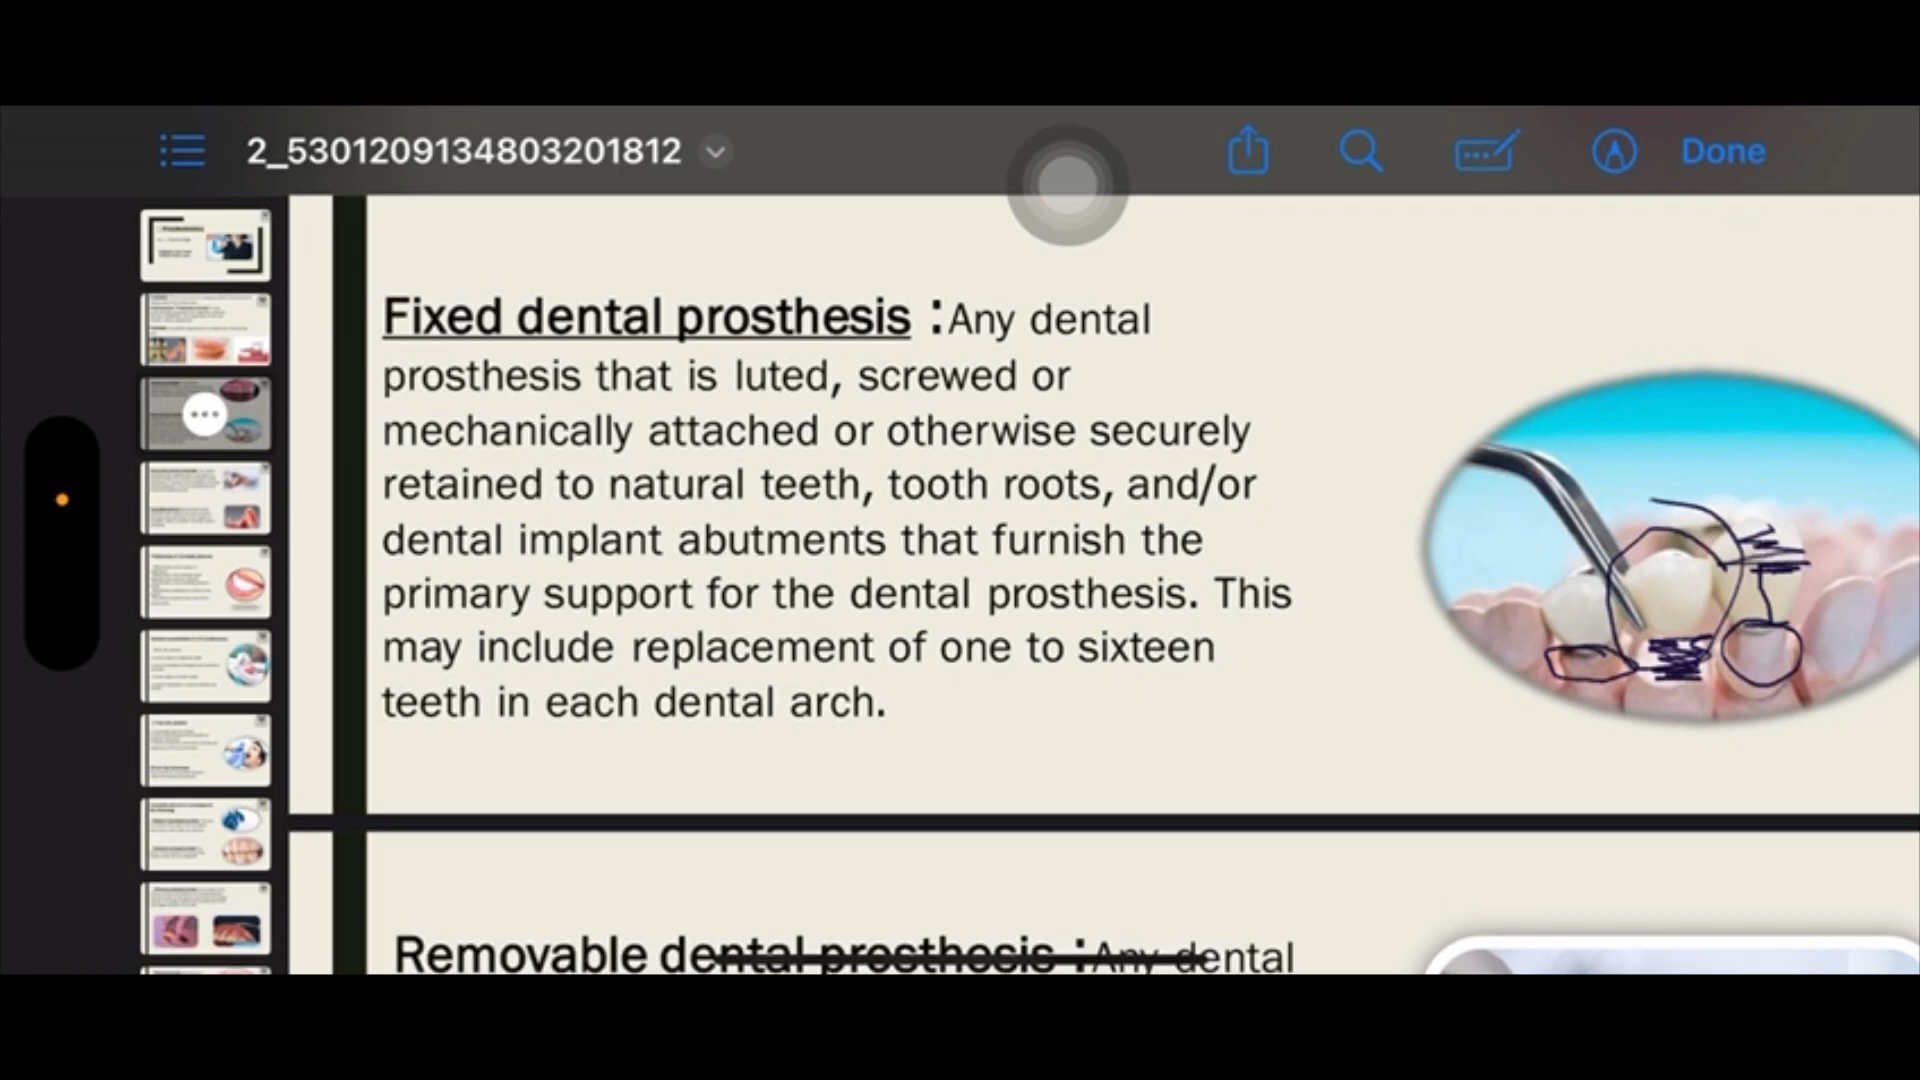 2_5301209134803201812
Done
Fixed dental prosthesis :Any dental
prosthesis that is luted, screwed or
mechanically attached or otherwise securely
retained to natural teeth, tooth roots, and/or
dental implant abutments that furnish the
primary support for the dental prosthesis. This
may include replacement of one to sixteen
teeth in each dental arch.
Removable dental prosthesis :Any dental